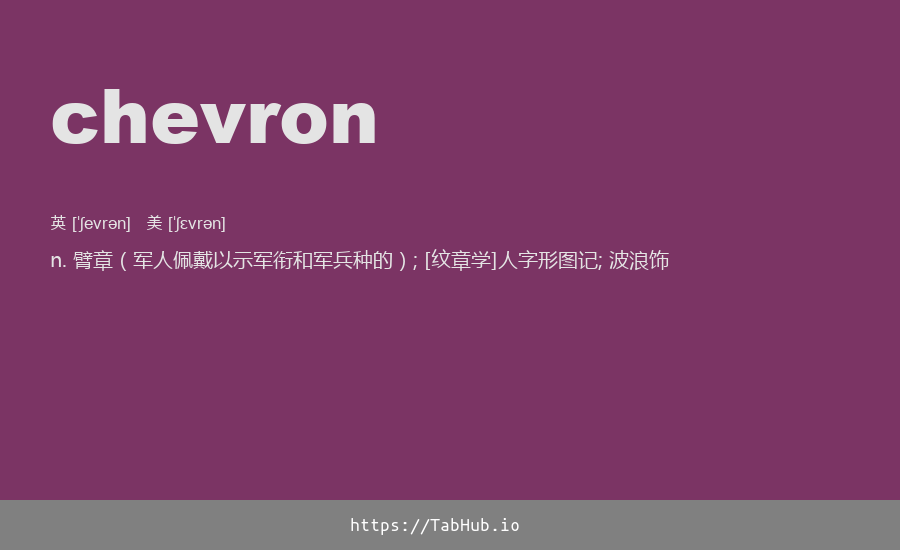 chevron
英 [ˈʃevrən] 美 [ˈʃɛvrən]
n. 臂章（军人佩戴以示军衔和军兵种的）; [纹章学]人字形图记; 波浪饰
https://TabHub.io